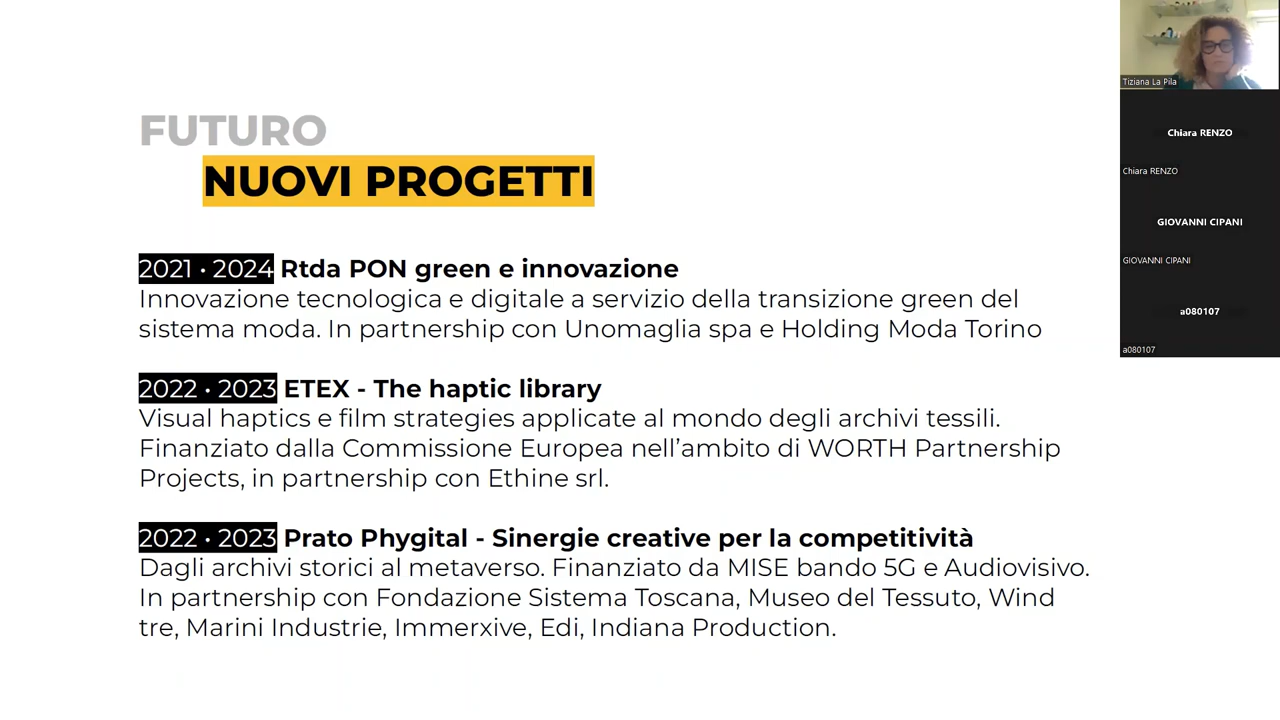 FUTURO
NUOVI PROGETTI
2021 • 2024 Rtda PON green e innovazione
Innovazione tecnologica e digitale a servizio della transizione green del
sistema moda. In partnership con Unomaglia spa e Holding Moda Torino
2022 • 2023 ETEX - The haptic library
Visual haptics e film strategies applicate al mondo degli archivi tessili.
Finanziato dalla Commissione Europea nell’ambito di WORTH Partnership
Projects, in partnership con Ethine srl.
2022 • 2023 Prato Phygital - Sinergie creative per la competitività
Dagli archivi storici al metaverso. Finanziato da MISE bando 5G e Audiovisivo.
In partnership con Fondazione Sistema Toscana, Museo del Tessuto, Wind
tre, Marini Industrie, Immerxive, Edi, Indiana Production.
Tiziana La Pila
Chiara RENZO
Chiara RENZO
GIOVANNI CIPANI
GIOVANNI CIPANI
a080107
a080107